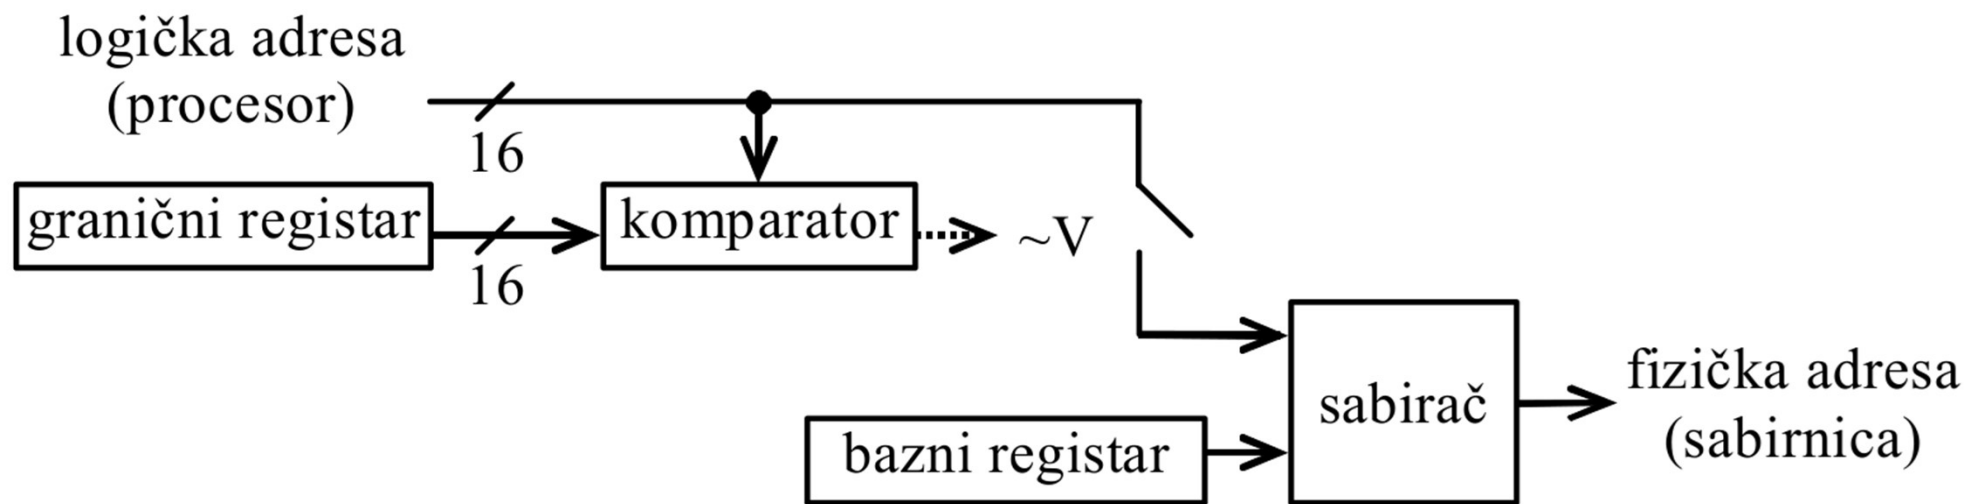 logička adresa
(procesor)
16
granični registar
16
komparator
~V
bazni registar
sabirač
fizička adresa
(sabirnica)